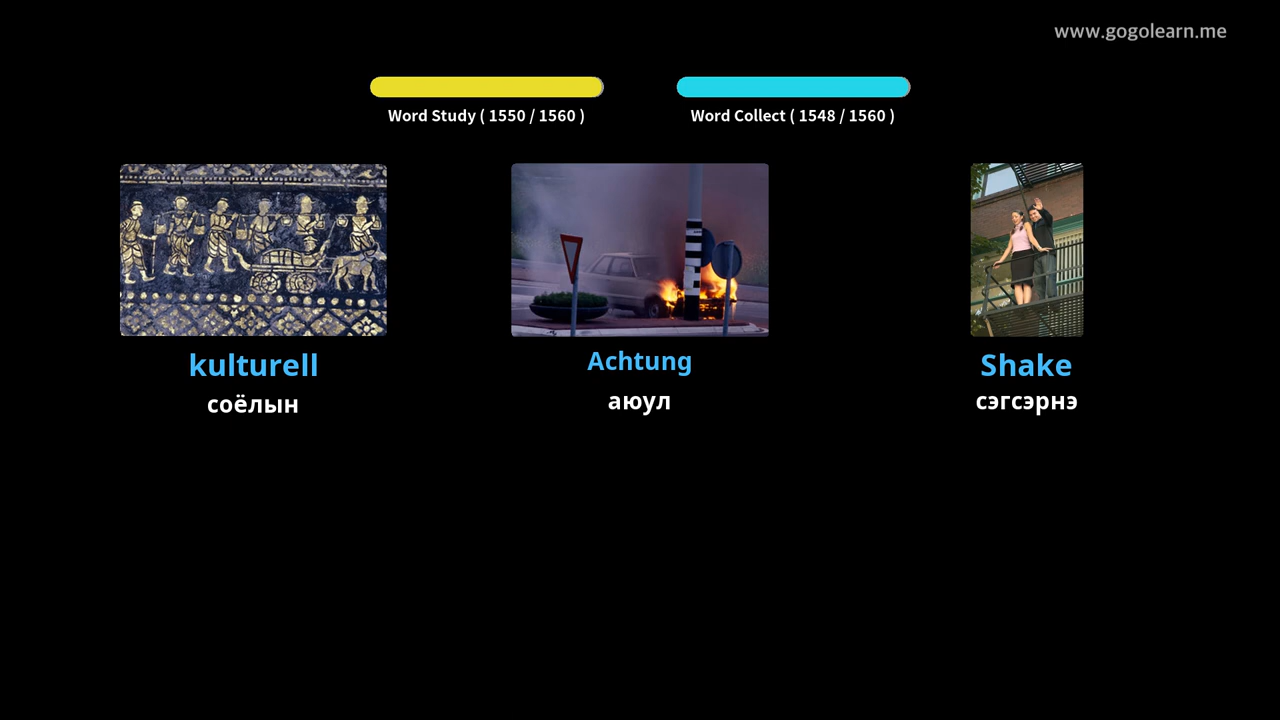 www.gogolearn.me
Word Study ( 1550 / 1560 )
Word Collect ( 1548 / 1560 )
kulturell
соёлын
Achtung
аюул
Shake
сэгсэрнэ